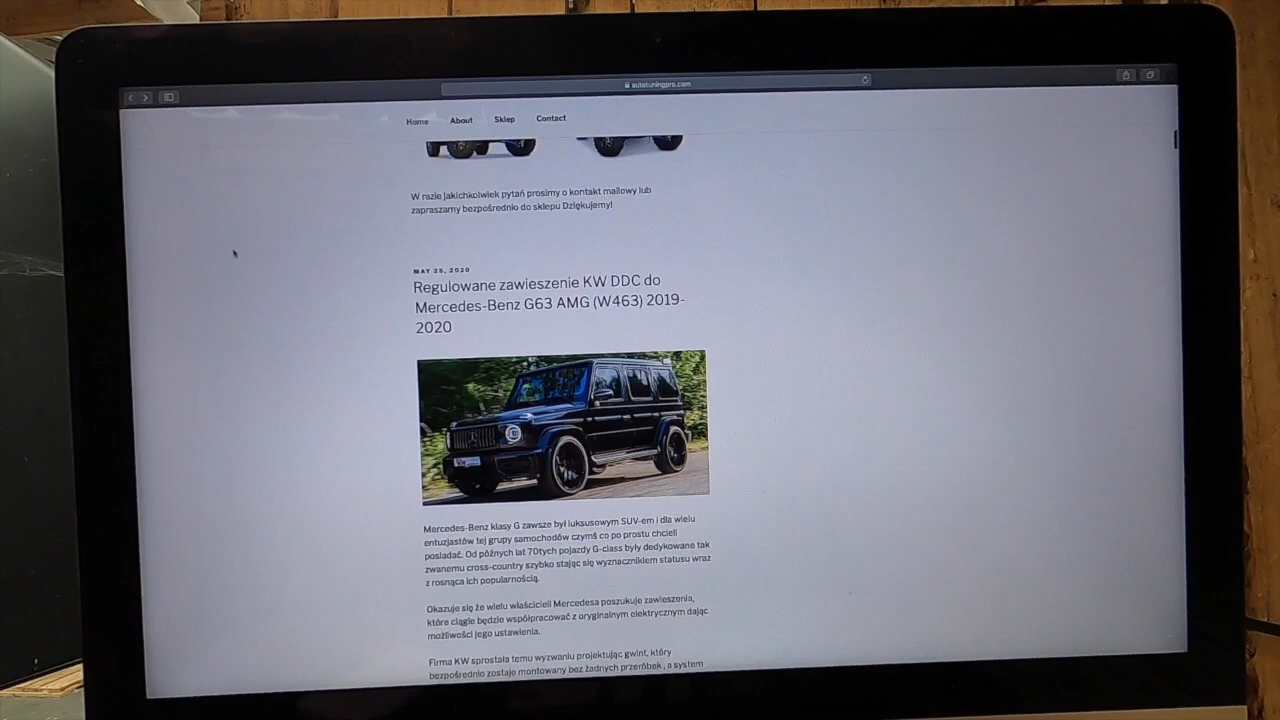 autotuningpro.com
Home About Sklep Contact
W razie jakichkolwiek pytań prosimy o kontakt mailowy lub
zapraszamy bezpośrednio do sklepu Dziękujemy!
MAY 25, 2020
Regulowane zawieszenie KW DDC do
Mercedes-Benz G63 AMG (W463) 2019-
2020
Mercedes-Benz klasy G zawsze był luksusowym SUV-em i dla wielu
entuzjastów tej grupy samochodów czymś co po prostu chcieli
posiadać. Od późnych lat 70tych pojazdy G-class były dedykowane tak
zwanemu cross-country szybko stając się wyznacznikiem statusu wraz
z rosnąca ich popularnością.
Okazuje się że wielu właścicieli Mercedesa poszukuje zawieszenia,
które ciągle będzie współpracować z oryginalnym elektrycznym dając
możliwości jego ustawienia.
Firma KW sprostała temu wyzwaniu projektując gwint, który
bezpośrednio zostaje montowany bez żadnych przeróbek , a system